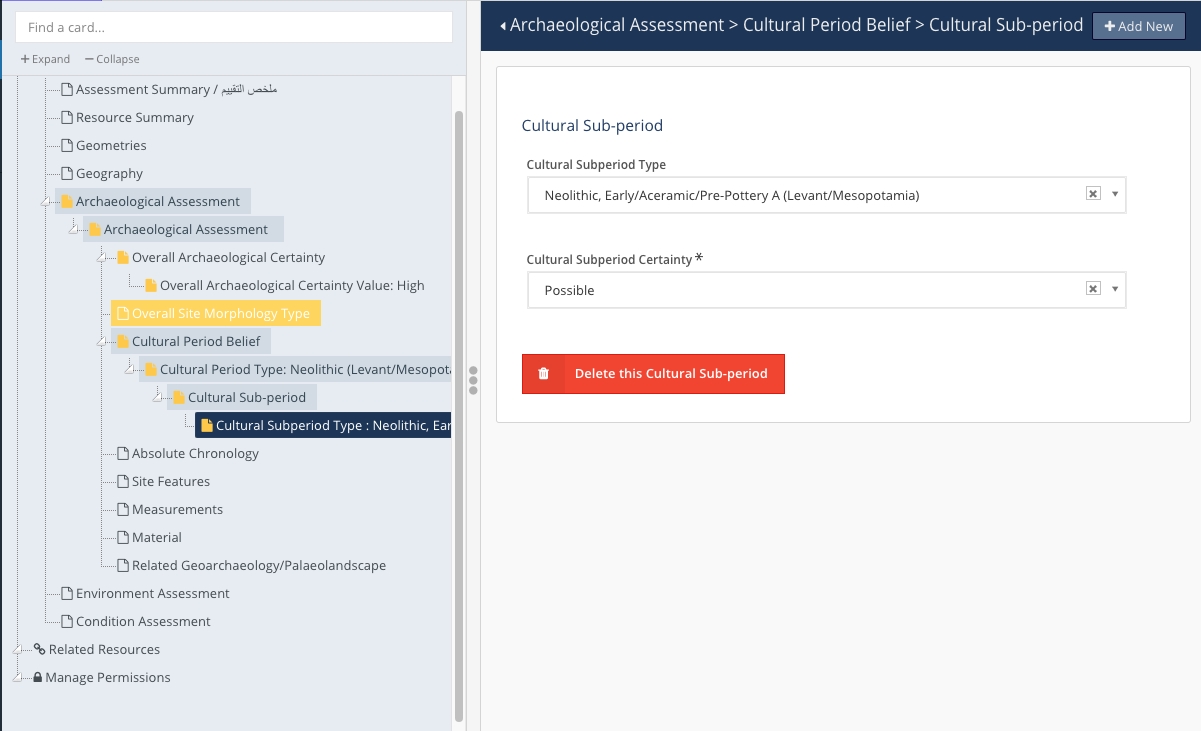 Find a card...
Expand Collapse
Assessment Summary / ملخص التقييم
Resource Summary
Geometries
Geography
Archaeological Assessment
Archaeological Assessment
Overall Archaeological Certainty
Overall Archaeological Certainty Value: High
Overall Site Morphology Type
Cultural Period Belief
Cultural Period Type: Neolithic (Levant/Mesopot
Cultural Sub-period
Cultural Subperiod Type : Neolithic, Ear
Absolute Chronology
Site Features
Measurements
Material
Related Geoarchaeology/Palaeolandscape
Environment Assessment
Condition Assessment
Related Resources
Manage Permissions
Archaeological Assessment > Cultural Period Belief > Cultural Sub-period
Add New
Cultural Sub-period
Cultural Subperiod Type
Neolithic, Early/Aceramic/Pre-Pottery A (Levant/Mesopotamia)
Cultural Subperiod Certainty *
Possible
Delete this Cultural Sub-period